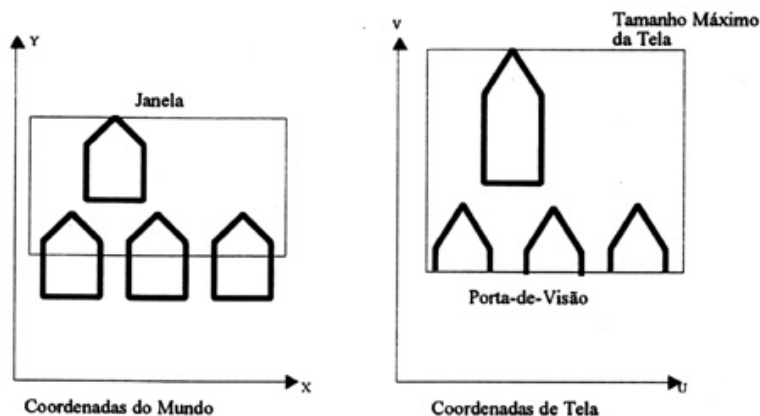 Y
Janela
X
Coordenadas do Mundo
V
Tamanho Máximo
da Tela
Porta-de-Visão
U
Coordenadas de Tela